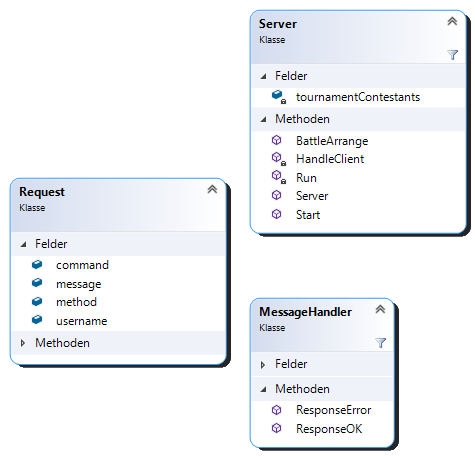 Server
Klasse
Felder
tournamentContestants
Methoden
BattleArrange
HandleClient
Run
Server
Start
Request
Klasse
Felder
command
message
method
username
Methoden
MessageHandler
Klasse
Felder
Methoden
ResponseError
ResponseOK